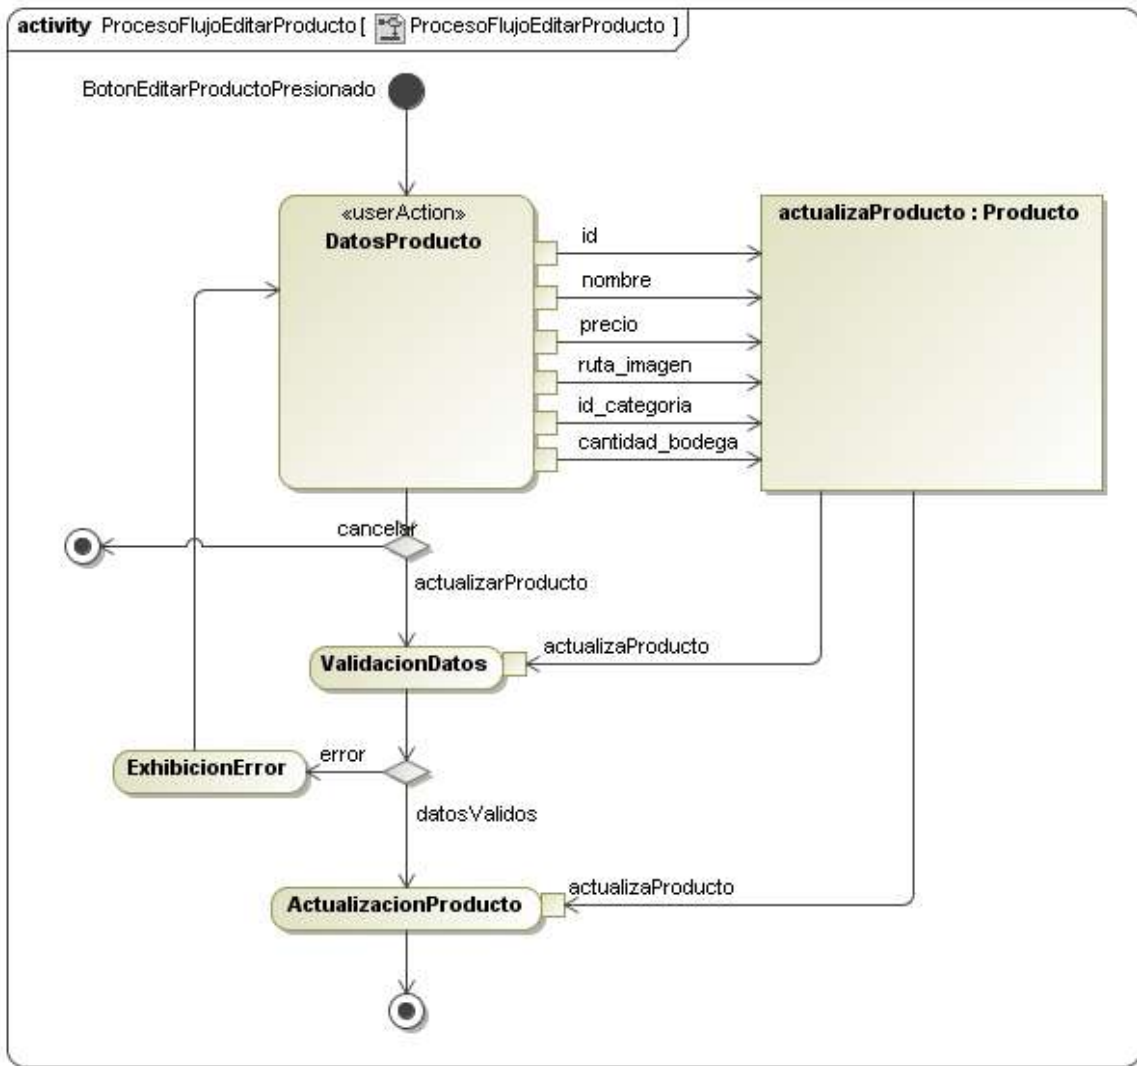 activity ProcesoFlujoEditarProducto [ ProcesoFlujoEditarProducto ]
BotonEditarProductoPresionado
«userAction»
DatosProducto
actualizaProducto : Producto
id
nombre
precio
ruta_imagen
id_categoria
cantidad_bodega
cancelar
actualizarProducto
ValidacionDatos
actualizaProducto
ExhibicionError
error
datosValidos
ActualizacionProducto
actualizaProducto